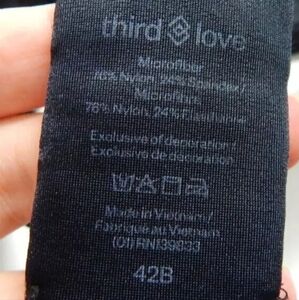 third love
Microfiber
76% Nylon, 24% Spandex/
Microfibre
76% Nylon, 24% Élasthanne
Exclusive of decoration/
Exclusive de décoration
Made in Vietnam/
Fabriqué au Vietnam
(01) RN139833
42B